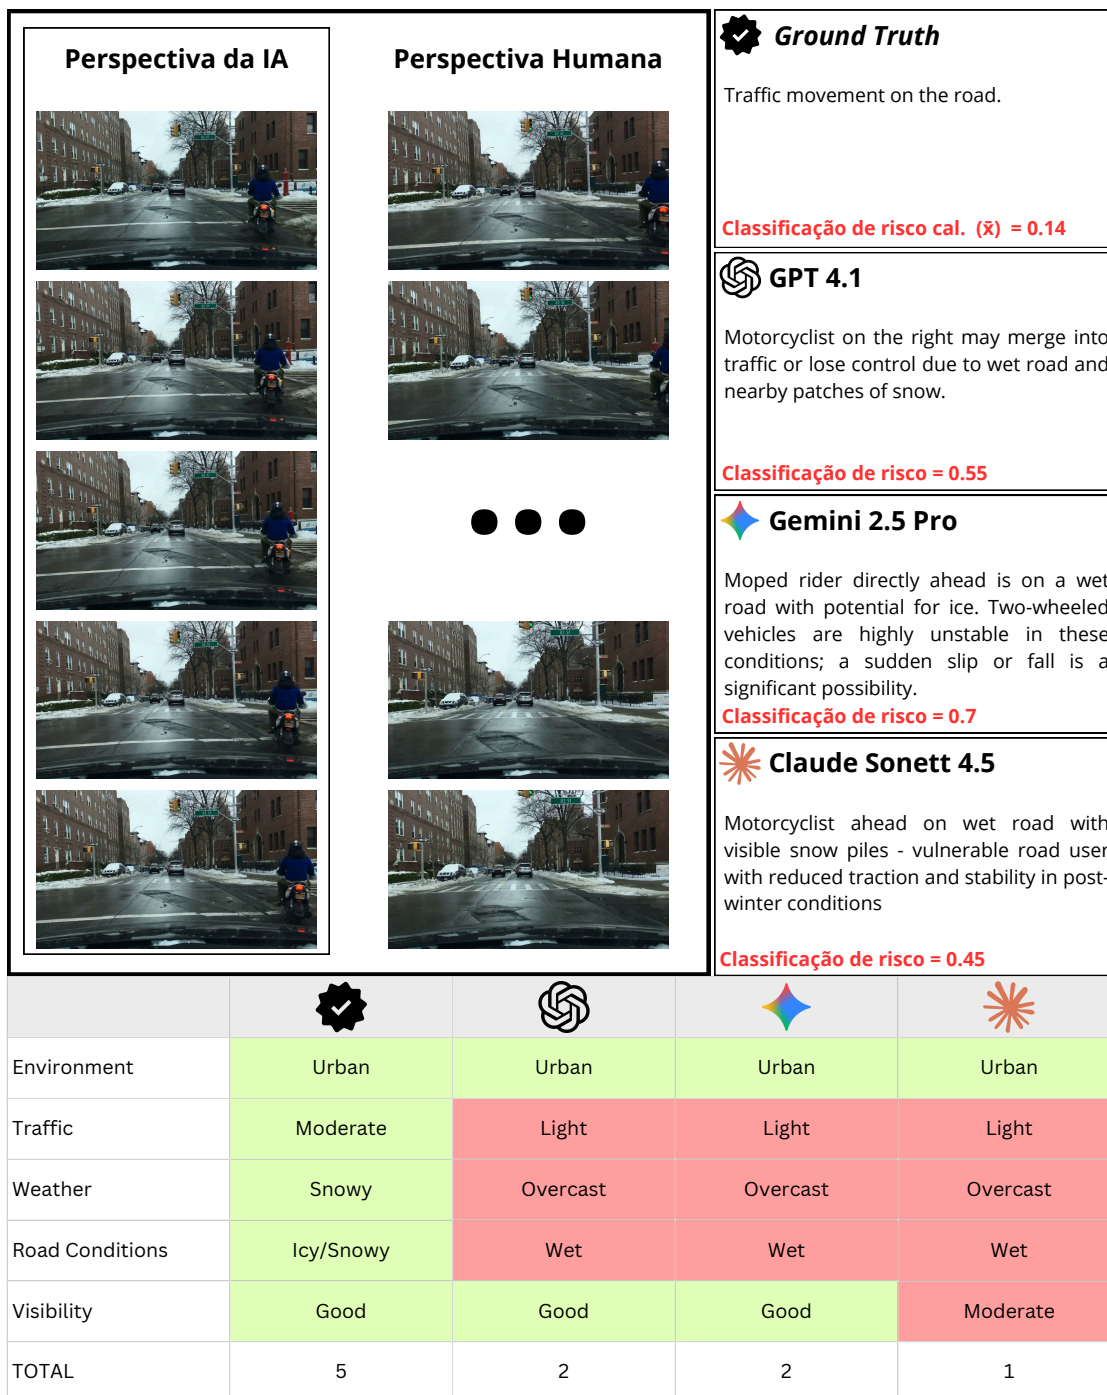 Perspectiva da IA
Perspectiva Humana
Ground Truth
Traffic movement on the road.
Classificação de risco cal. (x̄) = 0.14
GPT 4.1
Motorcyclist on the right may merge into
traffic or lose control due to wet road and
nearby patches of snow.
Classificação de risco = 0.55
Gemini 2.5 Pro
Moped rider directly ahead is on a wet
road with potential for ice. Two-wheeled
vehicles are highly unstable in these
conditions; a sudden slip or fall is a
significant possibility.
Classificação de risco = 0.7
Claude Sonett 4.5
Motorcyclist ahead on wet road with
visible snow piles - vulnerable road user
with reduced traction and stability in post-
winter conditions
Classificação de risco = 0.45
Environment Urban Urban Urban Urban
Traffic Moderate Light Light Light
Weather Snowy Overcast Overcast Overcast
Road Conditions Icy/Snowy Wet Wet Wet
Visibility Good Good Good Moderate
TOTAL 5 2 2 1